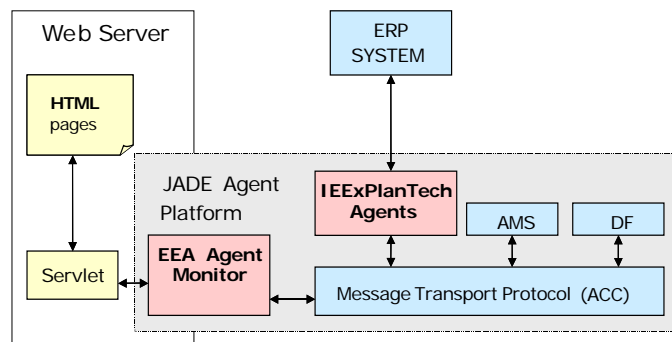 Web Server
ERP
SYSTEM
HTML
pages
JADE Agent
Platform
IEExPlanTech
Agents
AMS
DF
Servlet
EEA Agent
Monitor
Message Transport Protocol (ACC)